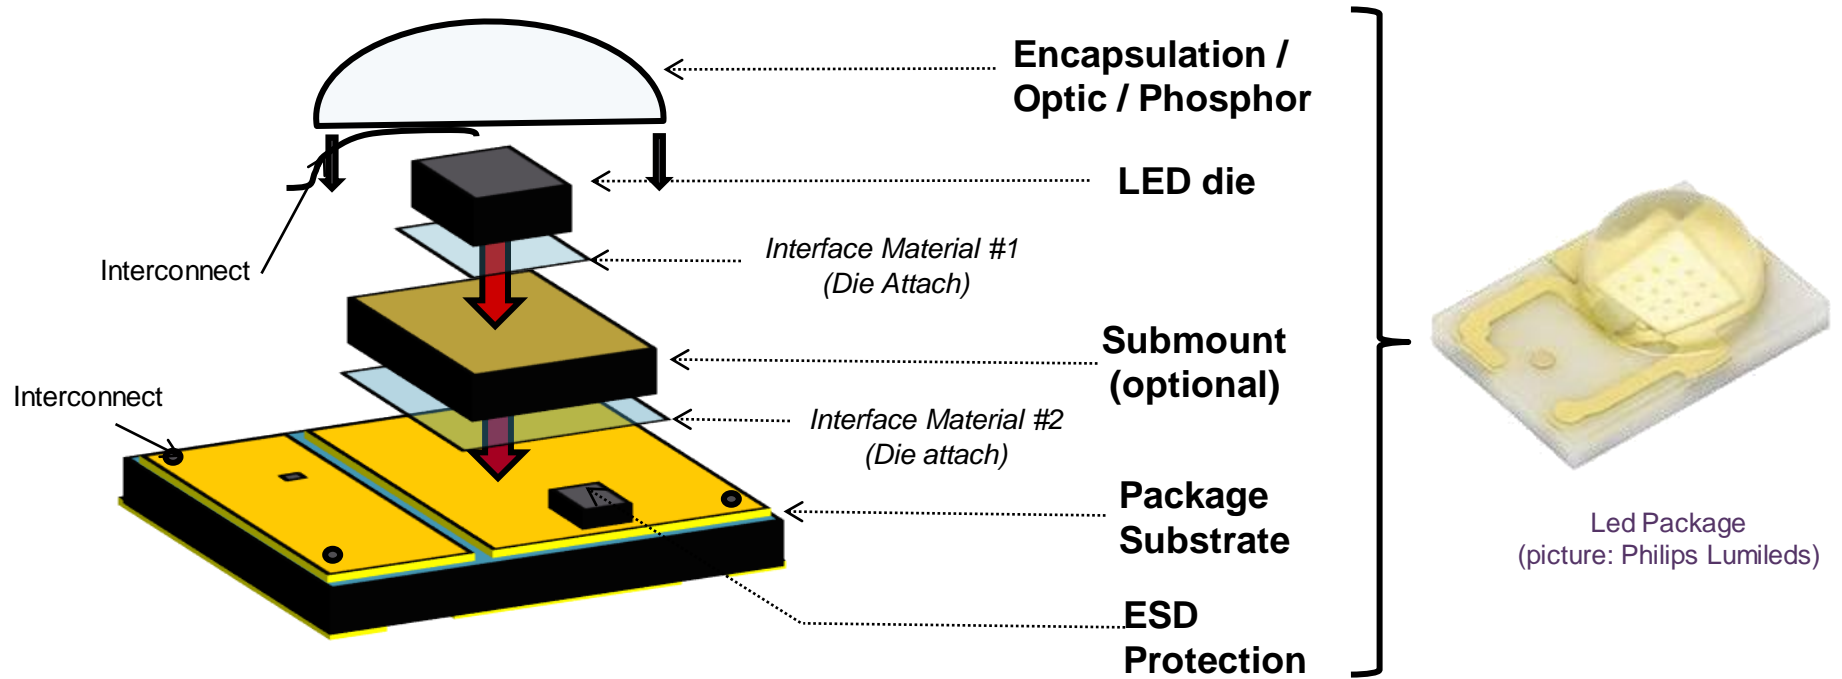 Encapsulation /
Optic / Phosphor
LED die
Interface Material #1
(Die Attach)
Interconnect
Submount
(optional)
Interconnect
Interface Material #2
(Die attach)
Package
Substrate
ESD
Protection
Led Package
(picture: Philips Lumileds)